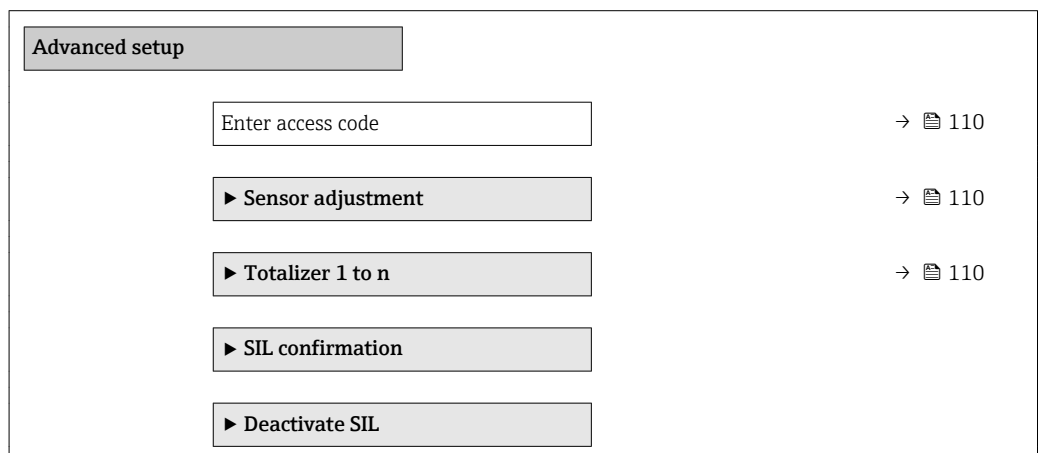 Advanced setup
Enter access code → 110
▶ Sensor adjustment → 110
▶ Totalizer 1 to n → 110
▶ SIL confirmation
▶ Deactivate SIL